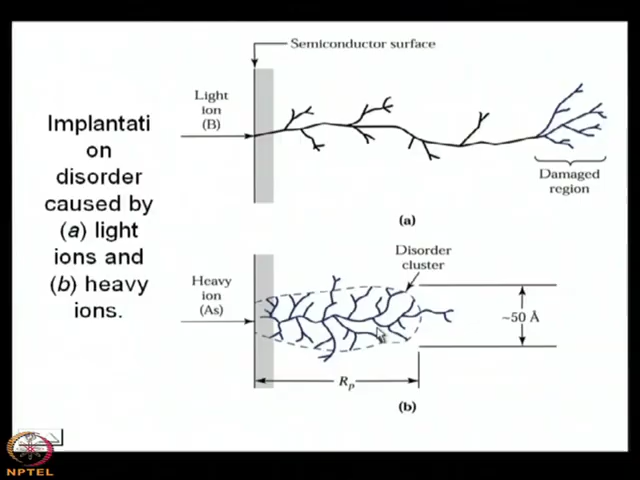 Implantati
on
disorder
caused by
(a) light
ions and
(b) heavy
ions.
Semiconductor surface
Light
ion
(B)
Damaged
region
(a)
Disorder
cluster
Heavy
ion
(As)
~50 Å
Rp
(b)
NPTEL